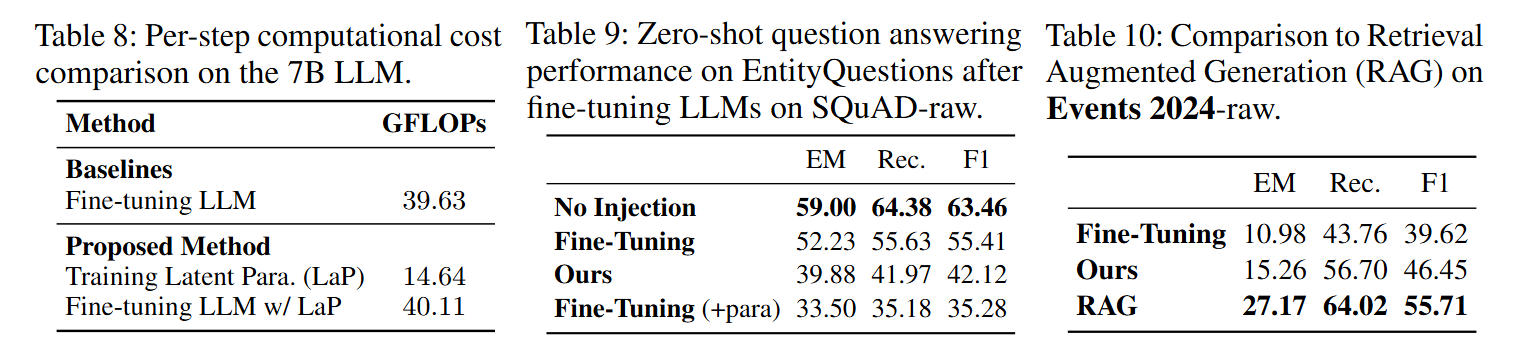 Table 8: Per-step computational cost
comparison on the 7B LLM.
Method GFLOPs
Baselines
Fine-tuning LLM 39.63
Proposed Method
Training Latent Para. (LaP) 14.64
Fine-tuning LLM w/ LaP 40.11
Table 9: Zero-shot question answering
performance on EntityQuestions after
fine-tuning LLMs on SQuAD-raw.
EM Rec. F1
No Injection 59.00 64.38 63.46
Fine-Tuning 52.23 55.63 55.41
Ours 39.88 41.97 42.12
Fine-Tuning (+para) 33.50 35.18 35.28
Table 10: Comparison to Retrieval
Augmented Generation (RAG) on
Events 2024-raw.
EM Rec. F1
Fine-Tuning 10.98 43.76 39.62
Ours 15.26 56.70 46.45
RAG 27.17 64.02 55.71